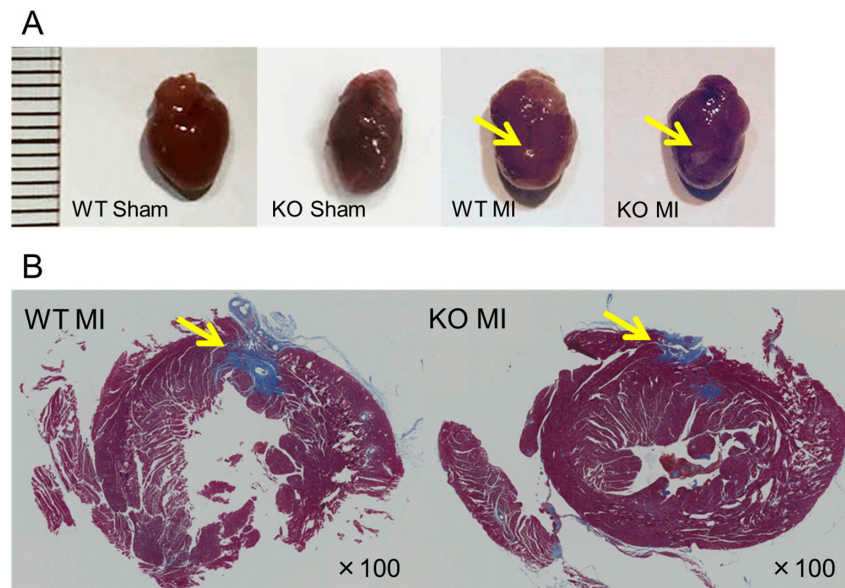 A
WT Sham
KO Sham
WT MI
KO MI
B
WT MI
KO MI
× 100
× 100